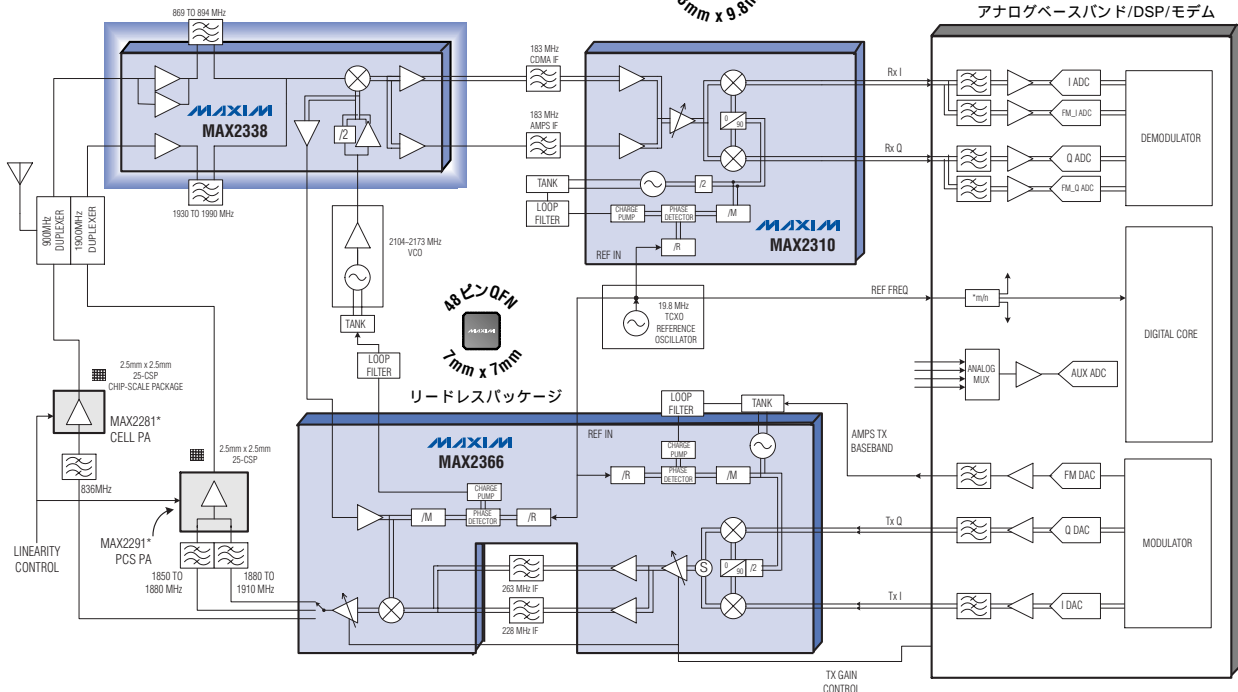 869 TO 894 MHz
MAXIM
MAX2338
/2
1930 TO 1990 MHz
900MHz
DUPLEXER
1900MHz
DUPLEXER
2104–2173 MHz
VCO
TANK
LOOP
FILTER
183 MHz
CDMA IF
183 MHz
AMPS IF
TANK
LOOP
FILTER
0
90
/2
CHARGE
PUMP
PHASE
DETECTOR
/M
/R
MAXIM
MAX2310
REF IN
Rx I
Rx Q
アナログベースバンド/DSP/モデム
I ADC
FM_I ADC
Q ADC
FM_Q ADC
DEMODULATOR
REF FREQ
*m/n
DIGITAL CORE
ANALOG
MUX
AUX ADC
19.8 MHz
TCXO
REFERENCE
OSCILLATOR
48ピンQFN
MAXIM
7mm x 7mm
リードレスパッケージ
2.5mm x 2.5mm
25-CSP
CHIP-SCALE PACKAGE
MAX2281*
CELL PA
836MHz
2.5mm x 2.5mm
25-CSP
MAX2291*
PCS PA
LINEARITY
CONTROL
1850 TO
1880 MHz
1880 TO
1910 MHz
MAXIM
MAX2366
REF IN
LOOP
FILTER
TANK
CHARGE
PUMP
/R
PHASE
DETECTOR
/M
CHARGE
PUMP
/M
PHASE
DETECTOR
/R
263 MHz IF
228 MHz IF
S
0
90
/2
AMPS TX
BASEBAND
FM DAC
Tx Q
Q DAC
Tx I
I DAC
MODULATOR
TX GAIN
CONTROL